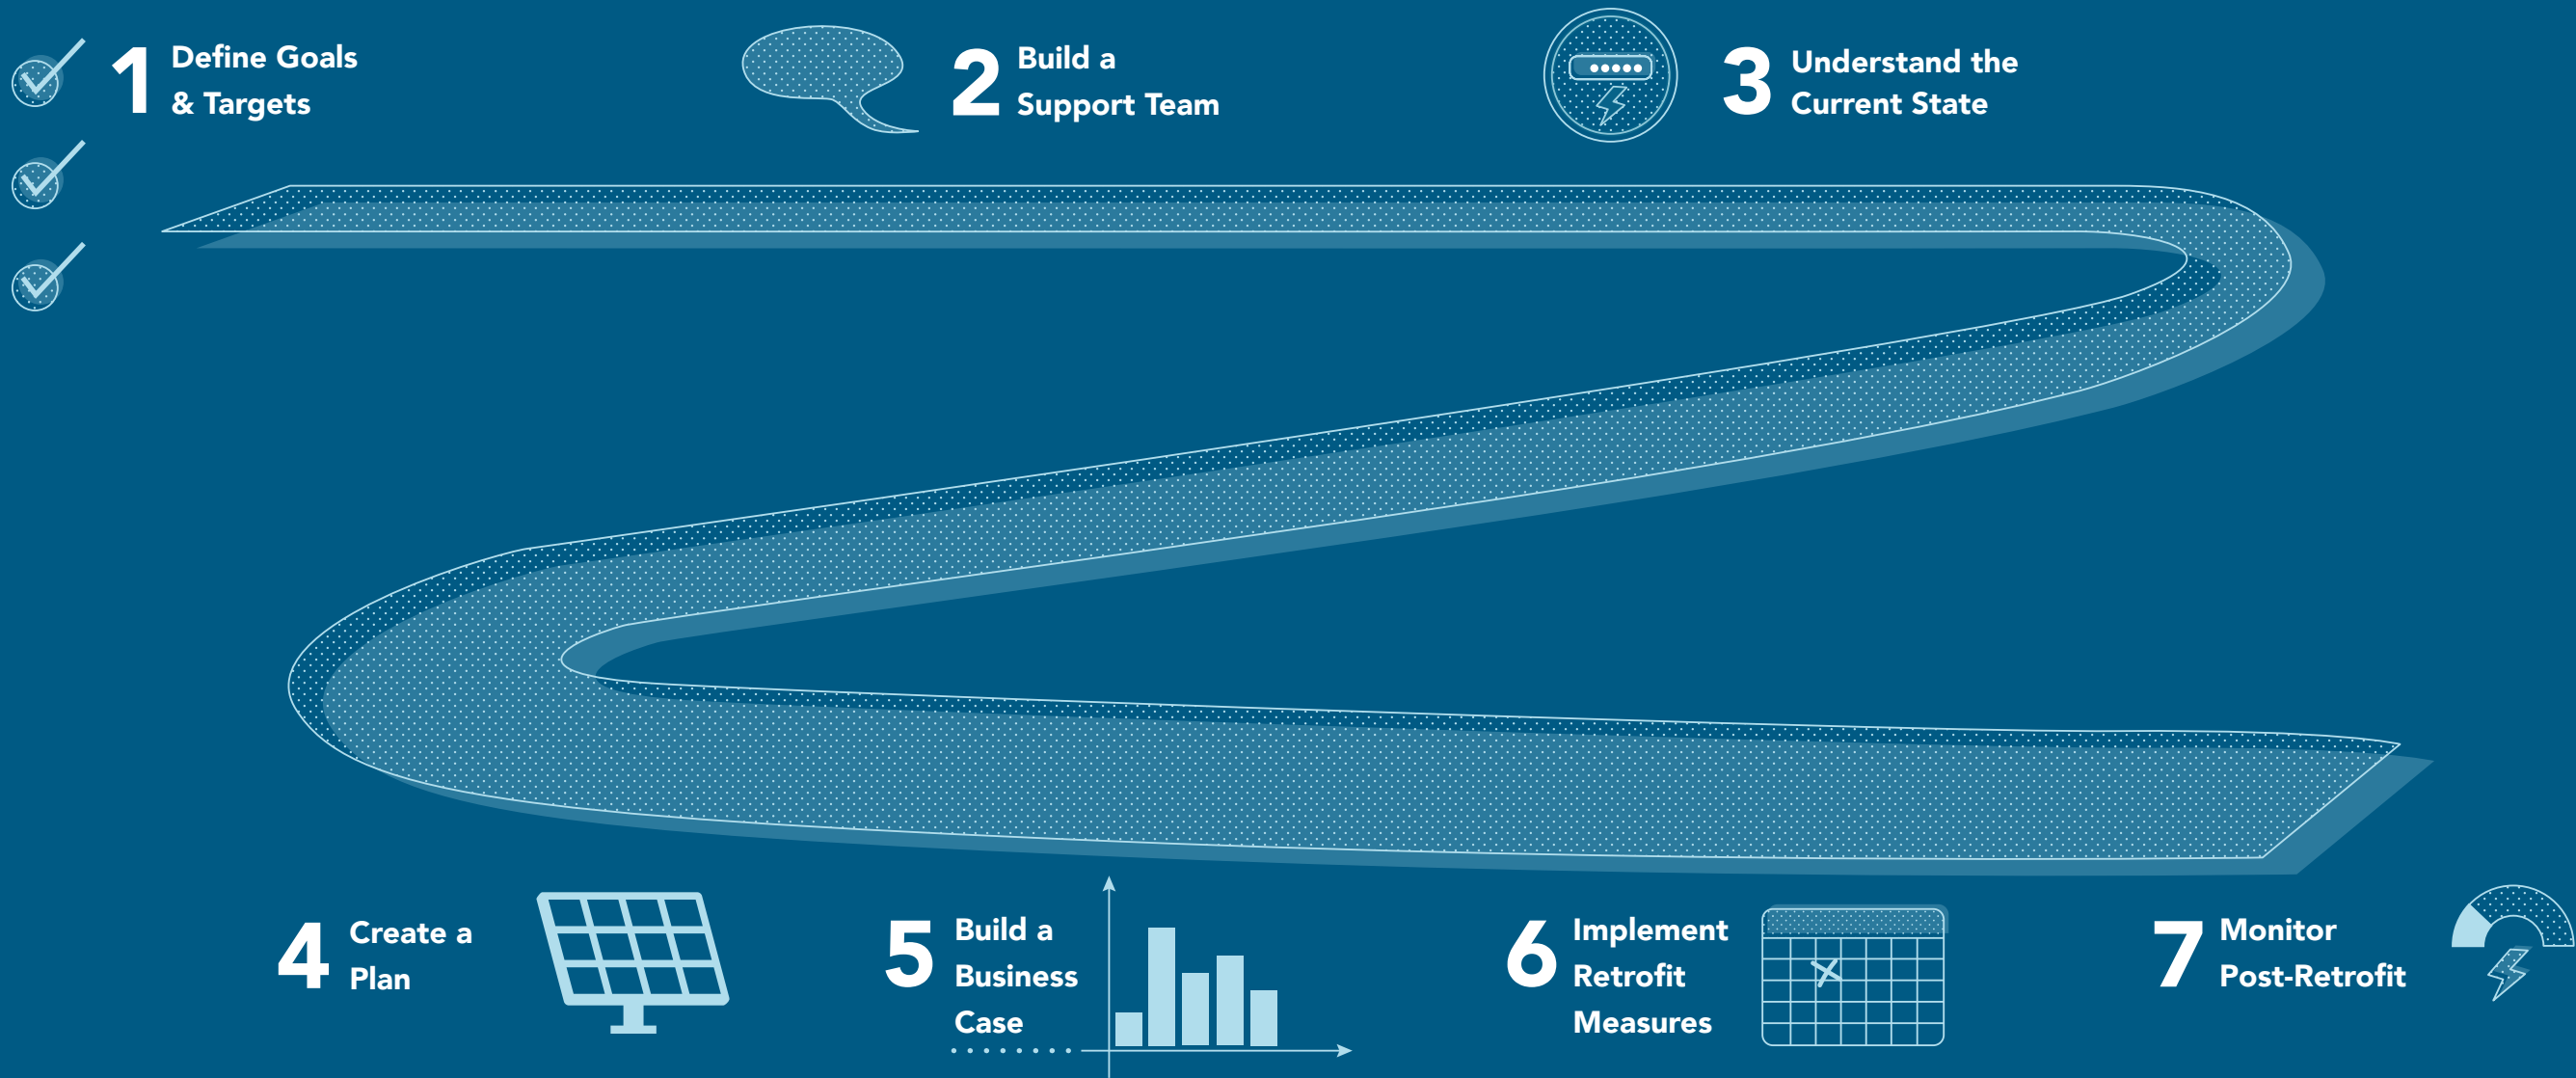 1 Define Goals
& Targets
2 Build a
Support Team
3 Understand the
Current State
4 Create a
Plan
5 Build a
Business
Case
6 Implement
Retrofit
Measures
7 Monitor
Post-Retrofit